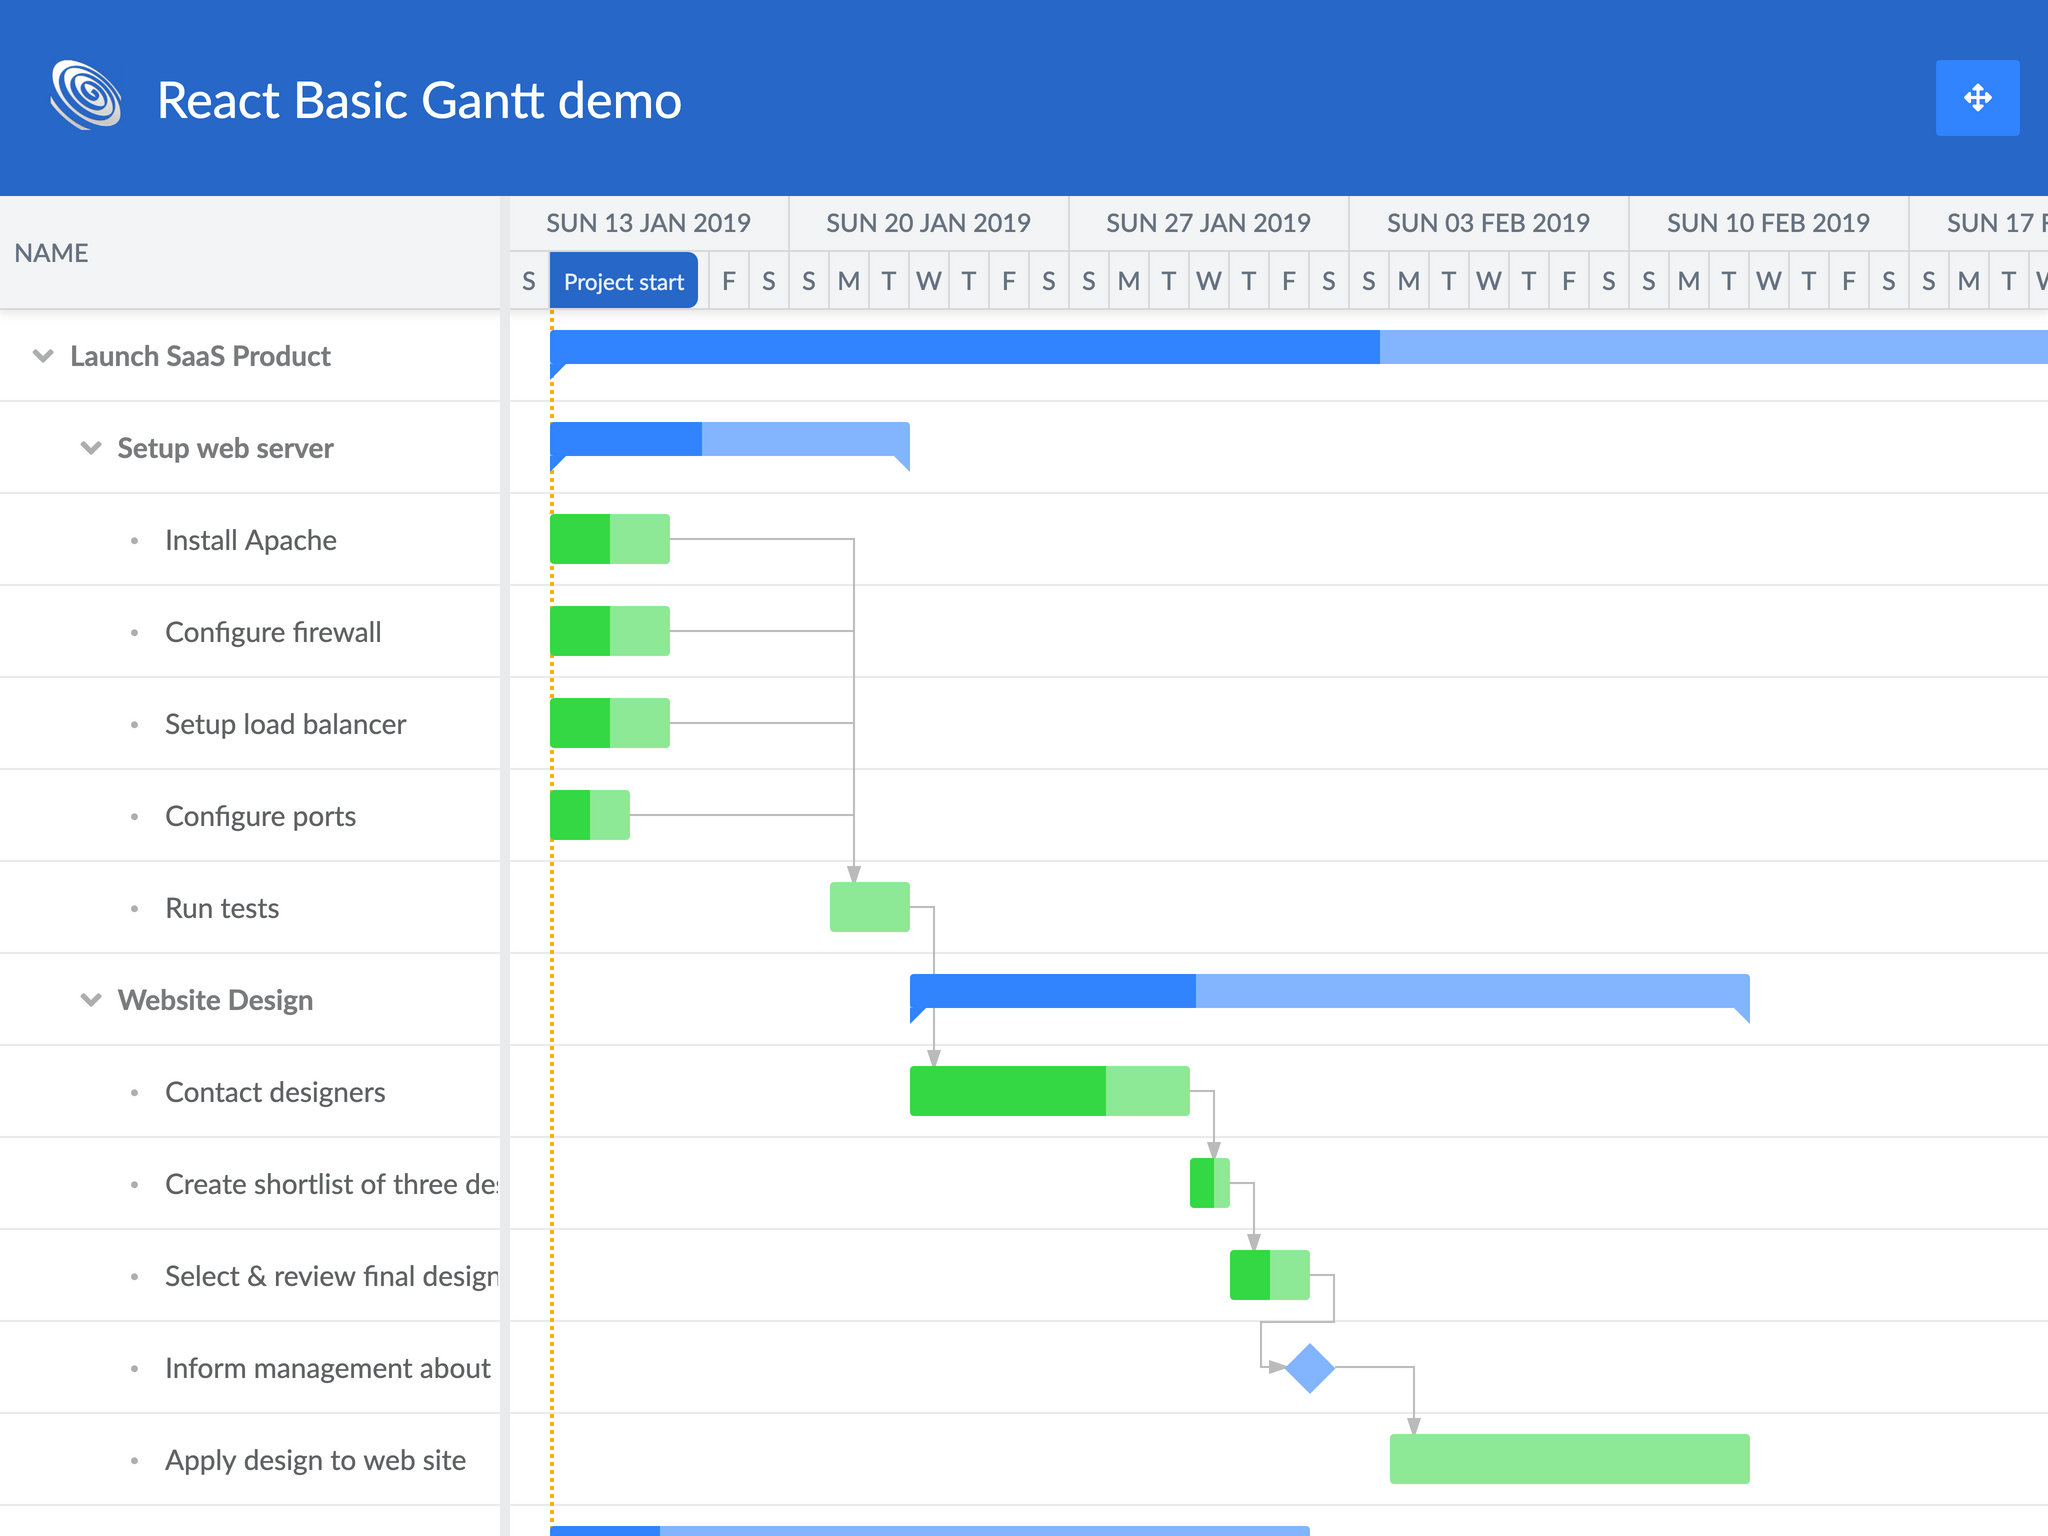 React Basic Gantt demo
NAME
SUN 13 JAN 2019 SUN 20 JAN 2019 SUN 27 JAN 2019 SUN 03 FEB 2019 SUN 10 FEB 2019 SUN 17
S Project start F S S M T W T F S S M T W T F S S M T W T F S S M T W T F S S M T
Launch SaaS Product
Setup web server
Install Apache
Configure firewall
Setup load balancer
Configure ports
Run tests
Website Design
Contact designers
Create shortlist of three
Select & review final design
Inform management about
Apply design to web site